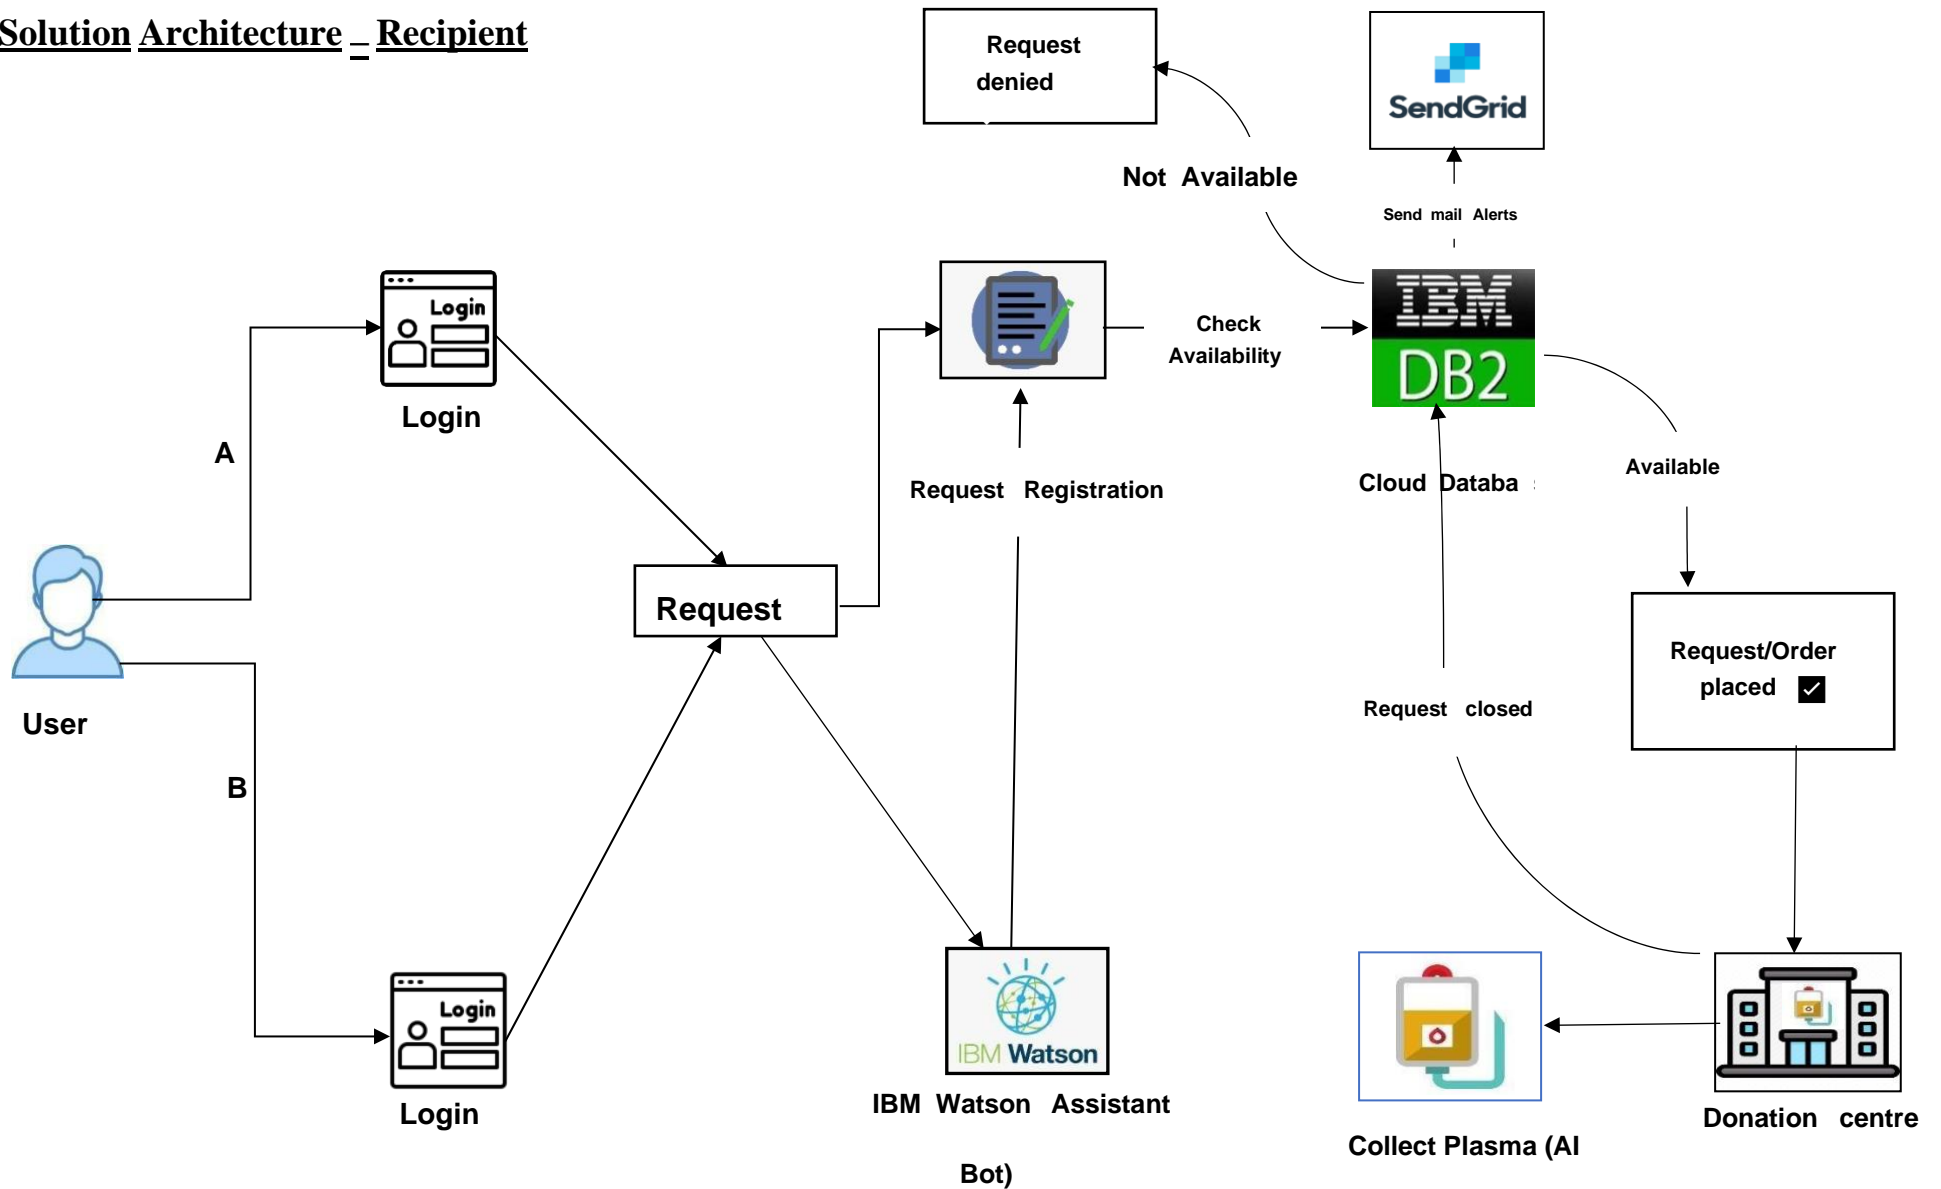 Solution Architecture _ Recipient
Request
denied
SendGrid
Not Available
Send mail Alerts
Login
Login
A
Check
Availability
IBM
DB2
Request Registration
Cloud Databa
Available
Request
Request/Order
placed
User
Request closed
B
Login
Login
IBM Watson
IBM Watson Assistant
Bot)
Collect Plasma (AI
Donation centre